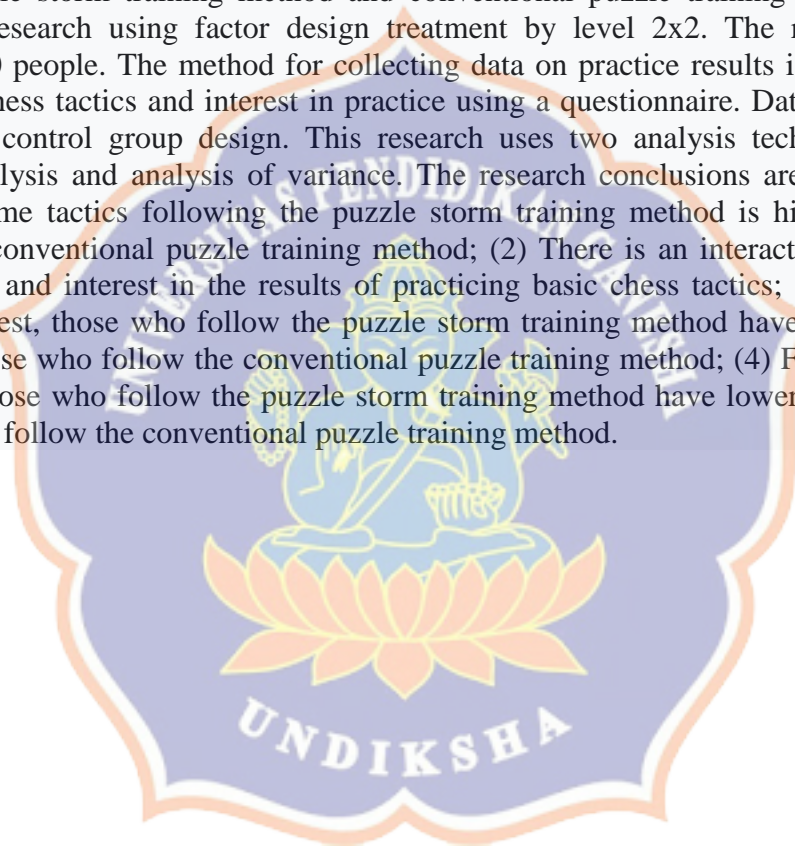 storm training method and conventional puzzle training
research using factor design treatment by level 2x2. The
people. The method for collecting data on practice results
hess tactics and interest in practice using a questionnaire. Dat
control group design. This research uses two analysis tech
lysis and analysis of variance. The research conclusions are
me tactics following the puzzle storm training method is hi
conventional puzzle training method; (2) There is an interact
and interest in the results of practicing basic chess tactics;
est, those who follow the puzzle storm training method have
se who follow the conventional puzzle training method; (4) F
ose who follow the puzzle storm training method have lower
follow the conventional puzzle training method.
UNIVERSITAS PENDIDIKAN GANESHA
UNDIKSHA